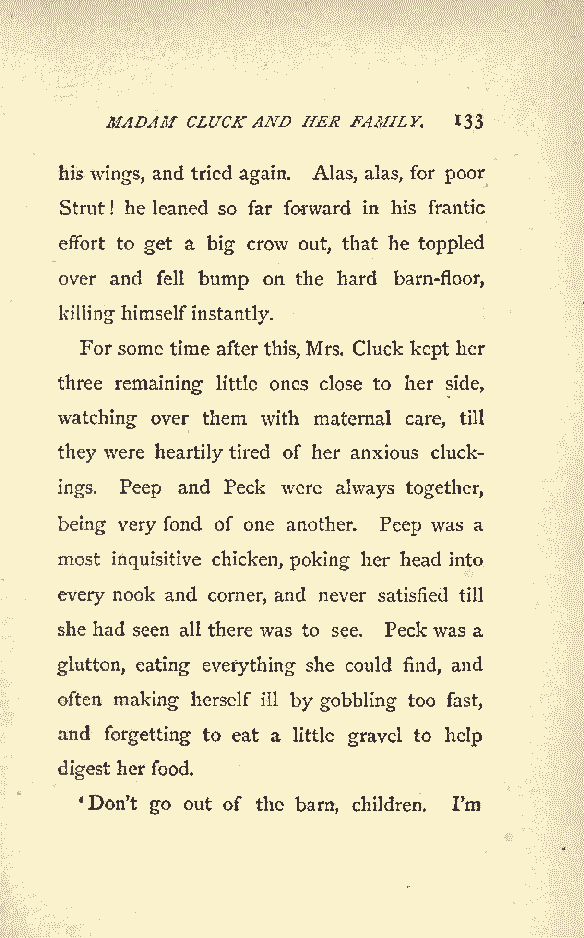 MADAM CLUCK AND HER FAMILY. 133
his wings, and tried again. Alas, alas, for poor
Strut! he leaned so far forward in his frantic
effort to get a big crow out, that he toppled
over and fell bump on the hard barn-floor,
killing himself instantly.
For some time after this, Mrs. Cluck kept her
three remaining little ones close to her side,
watching over them with maternal care, till
they were heartily tired of her anxious cluck-
ings. Peep and Peck were always together,
being very fond of one another. Peep was a
most inquisitive chicken, poking her head into
every nook and corner, and never satisfied till
she had seen all there was to see. Peck was a
glutton, eating everything she could find, and
often making herself ill by gobbling too fast,
and forgetting to eat a little gravel to help
digest her food.
‘Don't go out of the barn, children. I'm